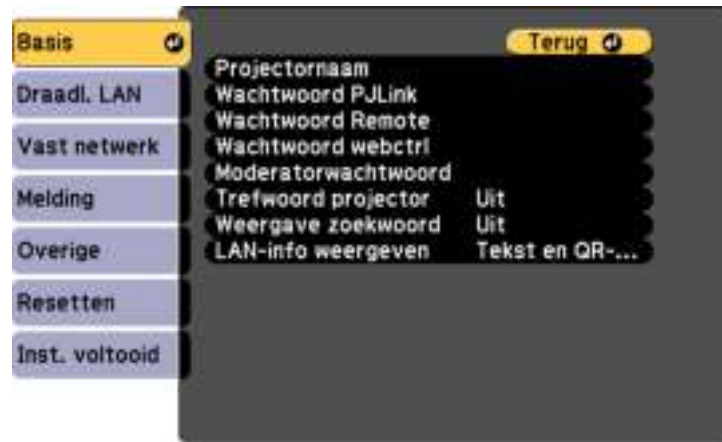 Basis
Draadl. LAN
Vast netwerk
Melding
Overige
Resetten
Inst. voltooid
Terug
Projectornaam
Wachtwoord PJLink
Wachtwoord Remote
Wachtwoord webctrl
Moderatorwachtwoord
Trefwoord projector Uit
Weergave zoekwoord Uit
LAN-info weergeven Tekst en QR-...